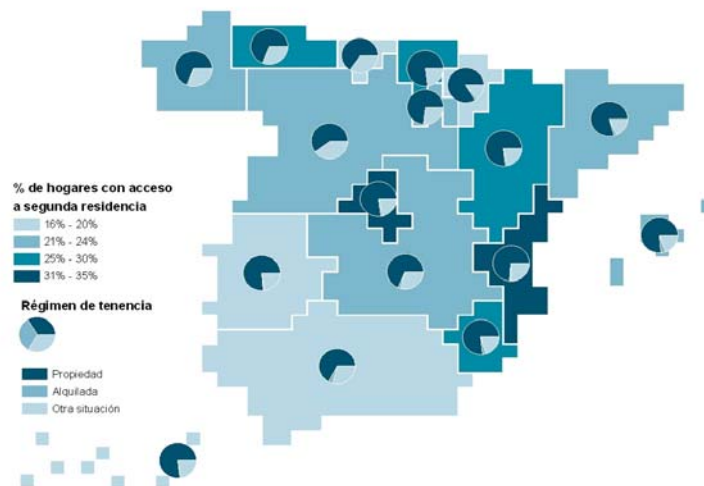 % de hogares con acceso
a segunda residencia
16% - 20%
21% - 24%
25% - 30%
31% - 35%
Régimen de tenencia
Propiedad
Alquilada
Otra situación